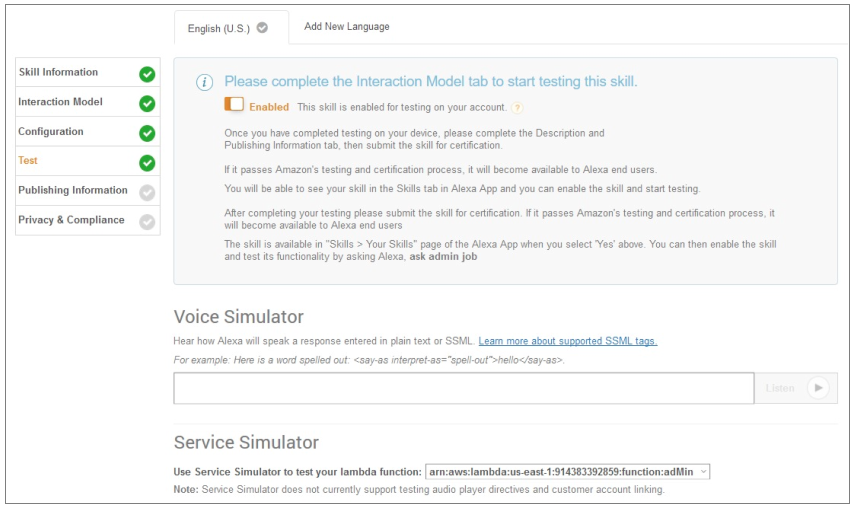 English (U.S.)
Add New Language
Skill Information
Interaction Model
Configuration
Test
Publishing Information
Privacy & Compliance
Please complete the Interaction Model tab to start testing this skill.
Enabled This skill is enabled for testing on your account. ?
Once you have completed testing on your device, please complete the Description and
Publishing Information tab, then submit the skill for certification.
If it passes Amazon's testing and certification process, it will become available to Alexa end users.
You will be able to see your skill in the Skills tab in Alexa App and you can enable the skill and start testing.
After completing your testing please submit the skill for certification. If it passes Amazon's testing and certification process, it
will become available to Alexa end users
The skill is available in "Skills > Your Skills" page of the Alexa App when you select 'Yes' above. You can then enable the skill
and test its functionality by asking Alexa, ask admin job
Voice Simulator
Hear how Alexa will speak a response entered in plain text or SSML. Learn more about supported SSML tags.
For example: Here is a word spelled out: <say-as interpret-as="spell-out">hello</say-as>.
Listen
Service Simulator
Use Service Simulator to test your lambda function: arn:aws:lambda:us-east-1:914383392859:function:adMin
Note: Service Simulator does not currently support testing audio player directives and customer account linking.